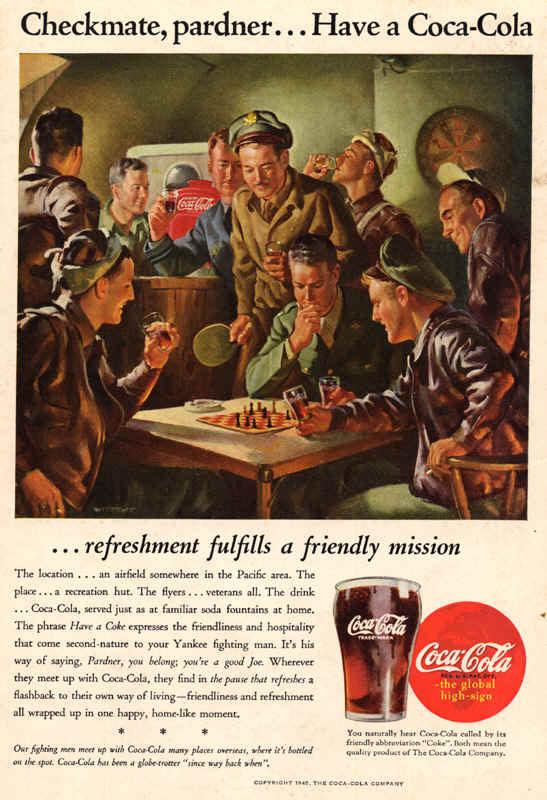 Checkmate, pardner... Have a Coca-Cola
Coca-Cola
...refreshment fulfills a friendly mission
The location . . . an airfield somewhere in the Pacific area. The
place . . . a recreation hut. The flyers . . . veterans all. The drink
. . . Coca-Cola, served just as at familiar soda fountains at home.
The phrase Have a Coke expresses the friendliness and hospitality
that come second-nature to your Yankee fighting man. It's his
way of saying, Pardner, you belong; you're a good Joe. Wherever
they meet up with Coca-Cola, they find in the pause that refreshes a
flashback to their own way of living—friendliness and refreshment
all wrapped up in one happy, home-like moment.
* * *
Our fighting men meet up with Coca-Cola many places overseas, where it's bottled
on the spot. Coca-Cola has been a globe-trotter "since way back when".
Coca-Cola
TRADE-MARK
Coca-Cola
REG. U.S. PAT. OFF.
-the global
high-sign
You naturally hear Coca-Cola called by its
friendly abbreviation "Coke". Both mean the
quality product of The Coca-Cola Company.
COPYRIGHT 1945, THE COCA-COLA COMPANY